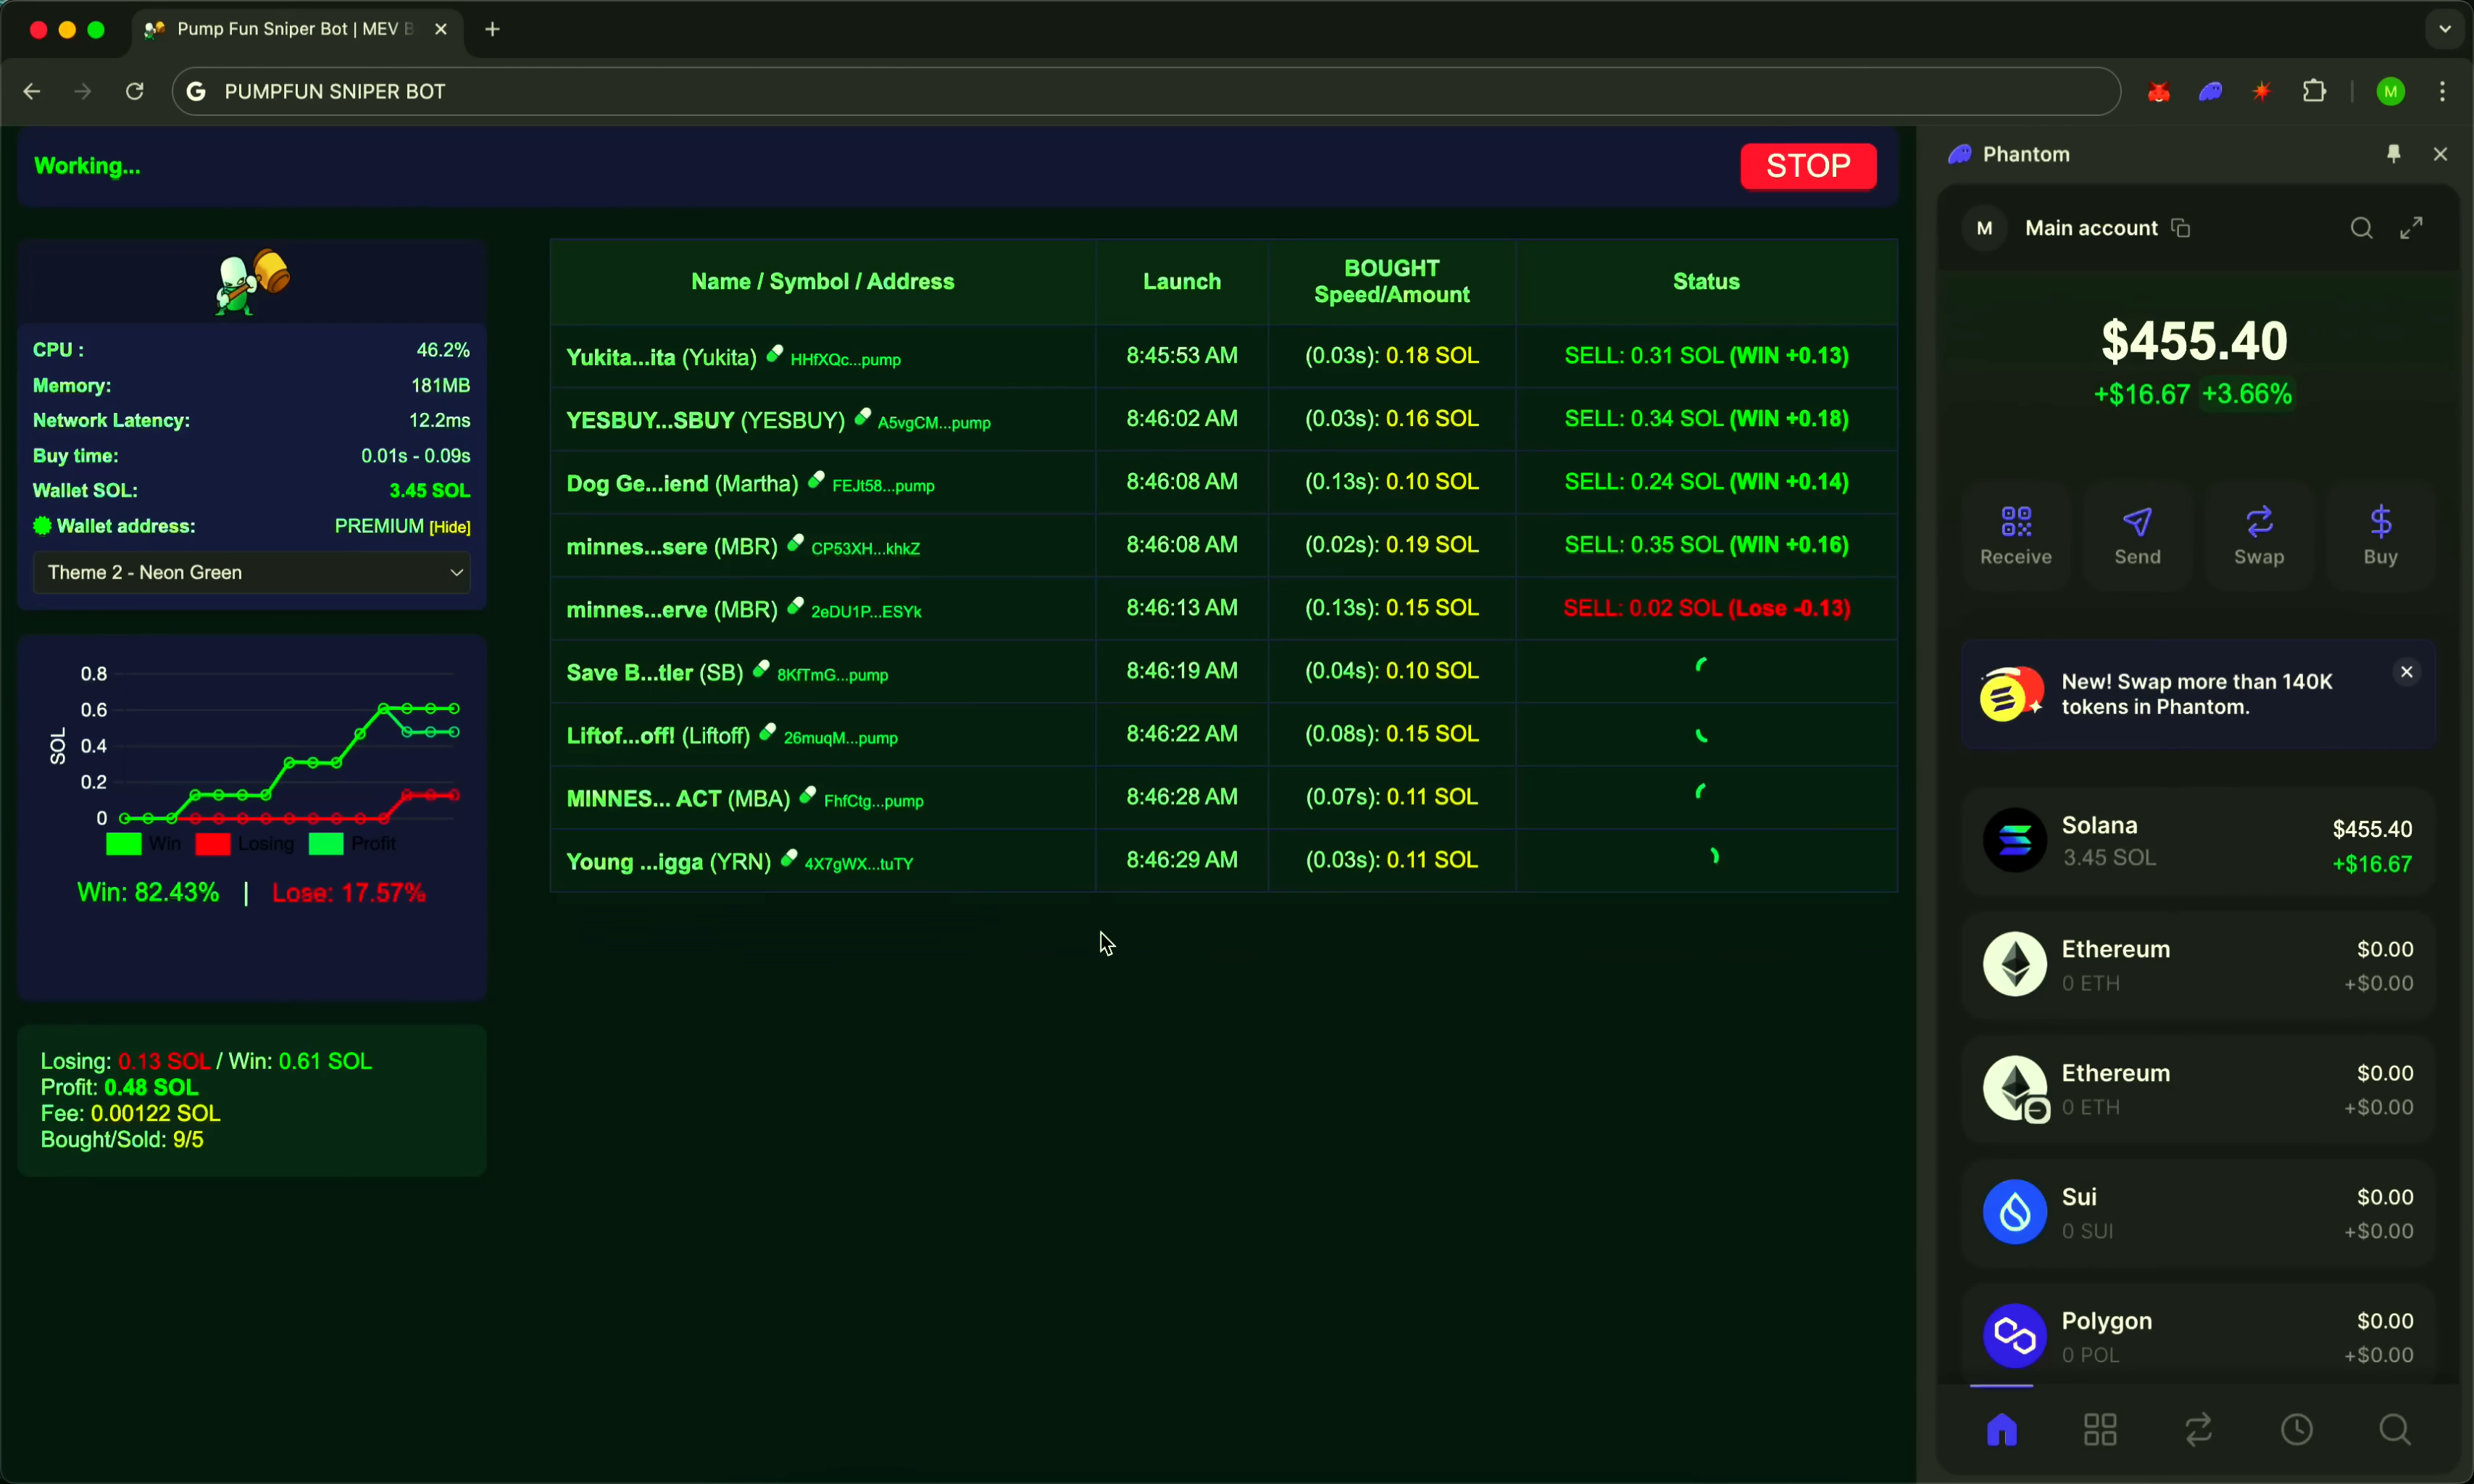 Pump Fun Sniper Bot | MEV B
PUMPFUN SNIPER BOT
M
Working...
STOP
CPU : 46.2%
Memory: 181MB
Network Latency: 12.2ms
Buy time: 0.01s - 0.09s
Wallet SOL: 3.45 SOL
Wallet address: PREMIUM [Hide]
Theme 2 - Neon Green
SOL
0.8
0.6
0.4
0.2
0
Win Losing Profit
Win: 82.43% | Lose: 17.57%
Losing: 0.13 SOL / Win: 0.61 SOL
Profit: 0.48 SOL
Fee: 0.00122 SOL
Bought/Sold: 9/5
Name / Symbol / Address Launch BOUGHT Speed/Amount Status
Yukita...ita (Yukita) HHfXQc...pump 8:45:53 AM (0.03s): 0.18 SOL SELL: 0.31 SOL (WIN +0.13)
YESBUY...SBUY (YESBUY) A5vgCM...pump 8:46:02 AM (0.03s): 0.16 SOL SELL: 0.34 SOL (WIN +0.18)
Dog Ge...iend (Martha) FEJt58...pump 8:46:08 AM (0.13s): 0.10 SOL SELL: 0.24 SOL (WIN +0.14)
minnes...sere (MBR) CP53XH...khkZ 8:46:08 AM (0.02s): 0.19 SOL SELL: 0.35 SOL (WIN +0.16)
minnes...erve (MBR) 2eDU1P...ESYk 8:46:13 AM (0.13s): 0.15 SOL SELL: 0.02 SOL (Lose -0.13)
Save B...tler (SB) 8KfTmG...pump 8:46:19 AM (0.04s): 0.10 SOL
Liftof...off! (Liftoff) 26muqM...pump 8:46:22 AM (0.08s): 0.15 SOL
MINNES... ACT (MBA) FhfCtg...pump 8:46:28 AM (0.07s): 0.11 SOL
Young ...igga (YRN) 4X7gWX...tuTY 8:46:29 AM (0.03s): 0.11 SOL
Phantom
M Main account
$455.40
+$16.67 +3.66%
Receive Send Swap Buy
New! Swap more than 140K
tokens in Phantom.
Solana $455.40
3.45 SOL +$16.67
Ethereum $0.00
0 ETH +$0.00
Ethereum $0.00
0 ETH +$0.00
Sui $0.00
0 SUI +$0.00
Polygon $0.00
0 POL +$0.00